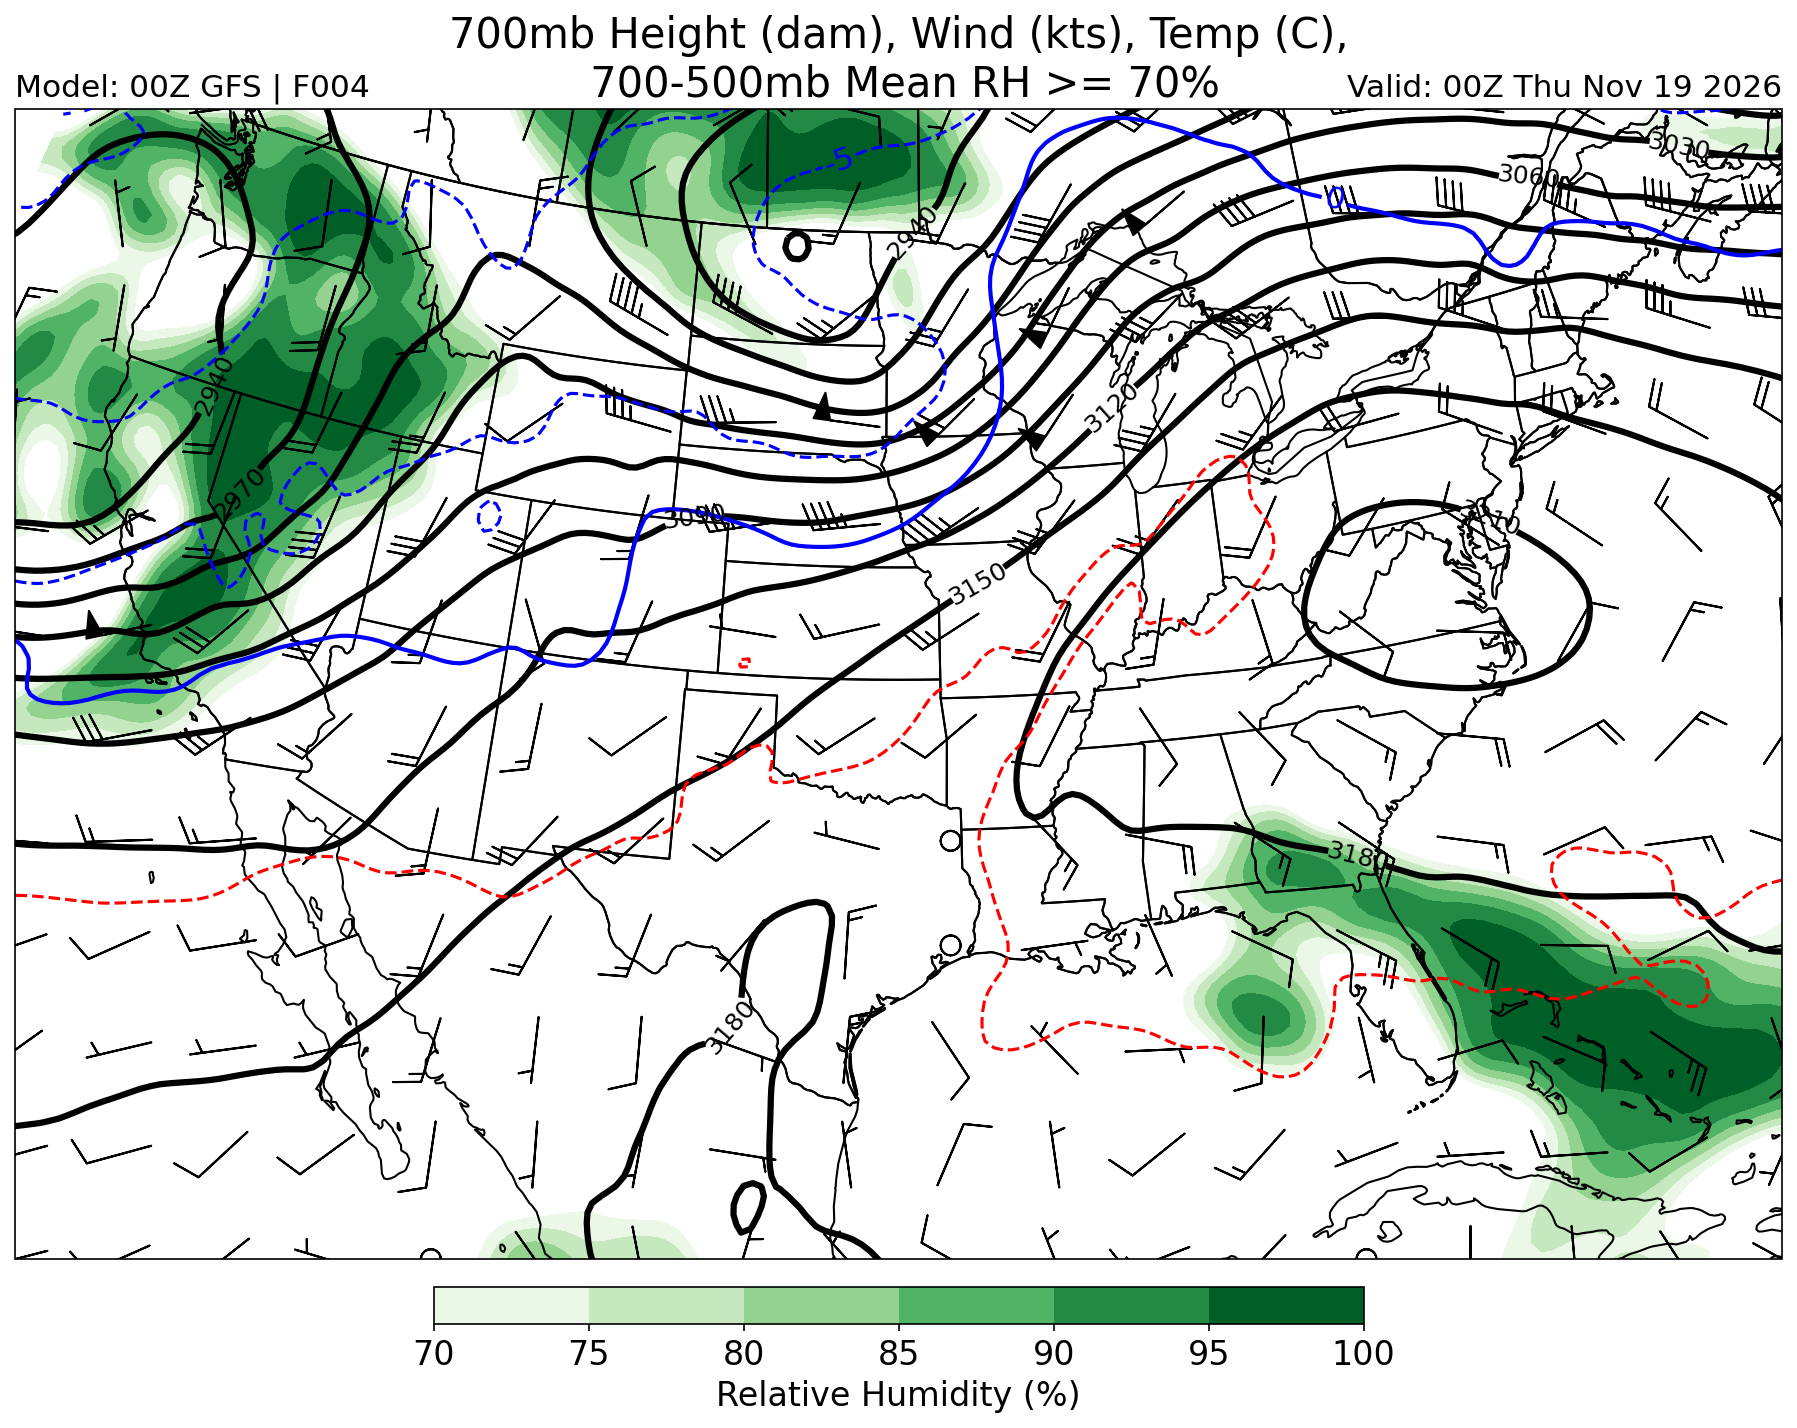 700mb Height (dam), Wind (kts), Temp (C),
Model: 00Z GFS | F004
700-500mb Mean RH >= 70%
Valid: 00Z Thu Nov 19 2026
3030
5
3060
0
2940
2940
3120
2970
3090
3210
3150
3180
3180
70 75 80 85 90 95 100
Relative Humidity (%)